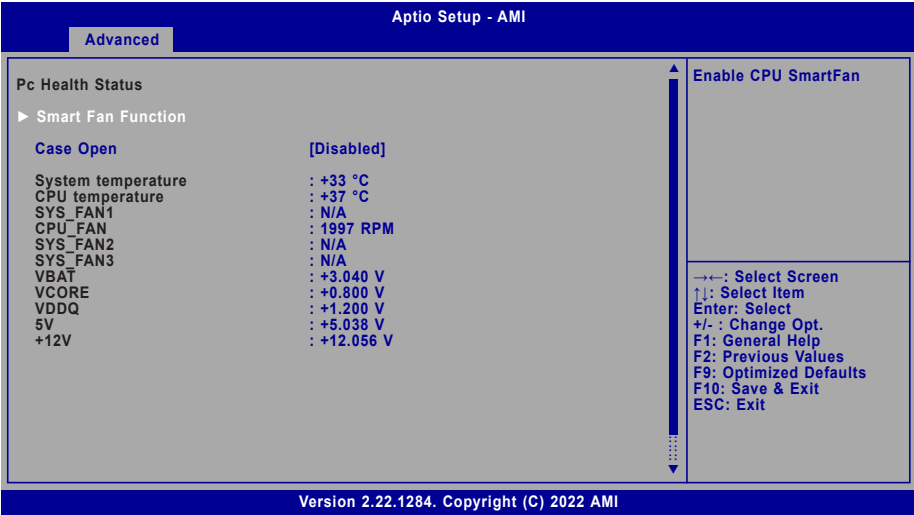 Aptio Setup - AMI
Advanced
Pc Health Status
► Smart Fan Function
Case Open [Disabled]
System temperature : +33 °C
CPU temperature : +37 °C
SYS_FAN1 : N/A
CPU_FAN : 1997 RPM
SYS_FAN2 : N/A
SYS_FAN3 : N/A
VBAT : +3.040 V
VCORE : +0.800 V
VDDQ : +1.200 V
5V : +5.038 V
+12V : +12.056 V
Enable CPU SmartFan
→←: Select Screen
↑↓: Select Item
Enter: Select
+/- : Change Opt.
F1: General Help
F2: Previous Values
F9: Optimized Defaults
F10: Save & Exit
ESC: Exit
Version 2.22.1284. Copyright (C) 2022 AMI